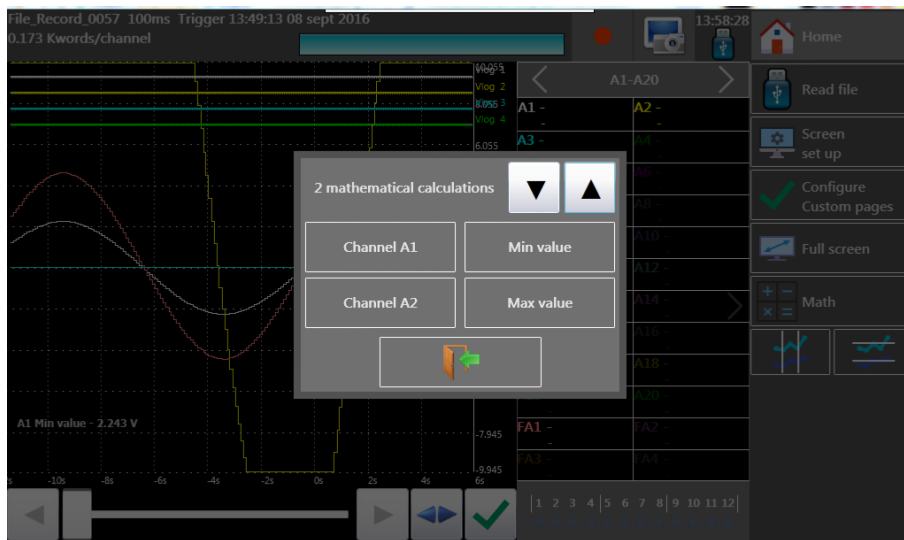 File_Record_0057 100ms Trigger 13:49:13 08 sept 2016
0.173 Kwords/channel
13:58:28
Home
Read file
Screen
set up
Configure
Custom pages
Full screen
Math
Vlog 1
Vlog 2
Vlog 4
6.055
-7.945
-9.945
A1-A20
A1 -
A2 -
A3 -
A4 -
A6 -
A8 -
A10 -
A12 -
A14 -
A16 -
A18 -
A20 -
FA1 -
FA2 -
FA3 -
FA4 -
2 mathematical calculations
Channel A1
Min value
Channel A2
Max value
A1 Min value - 2.243 V
-10s -8s -6s -4s -2s 0s 2s 4s 6s
1 2 3 4 5 6 7 8 9 10 11 12